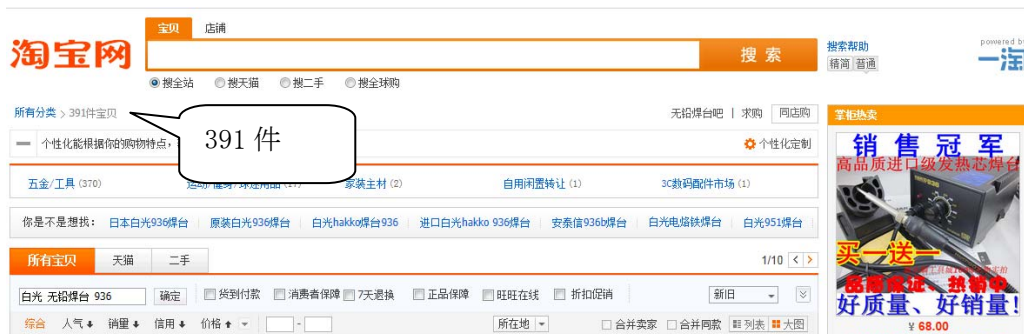 宝贝 店铺
淘宝网
搜 索
搜索帮助
精简 普通
powered by
一淘
搜全站 搜天猫 搜二手 搜全球购
所有分类 > 391件宝贝
391 件
无铅焊台吧 | 求购 同店购
掌柜热卖
个性化能根据你的购物特点，
个性化定制
五金/工具 (370)
家装主材 (2) 自用闲置转让 (1) 3C数码配件市场 (1)
你是不是想找: 日本白光936焊台 原装白光936焊台 白光hakko焊台936 进口白光hakko 936焊台 安泰信936b焊台 白光电烙铁焊台 白光951焊台
所有宝贝 天猫 二手
1/10 < >
白光 无铅焊台 936 确定 货到付款 消费者保障 7天退换 正品保障 旺旺在线 折扣促销 新旧
综合 人气 销量 信用 价格 - 所在地 合并卖家 合并同款 列表 大图
销售冠军
高品质进口级发热芯焊台
买一送一
品质保证、热销中
好质量、好销量!
¥ 68.00